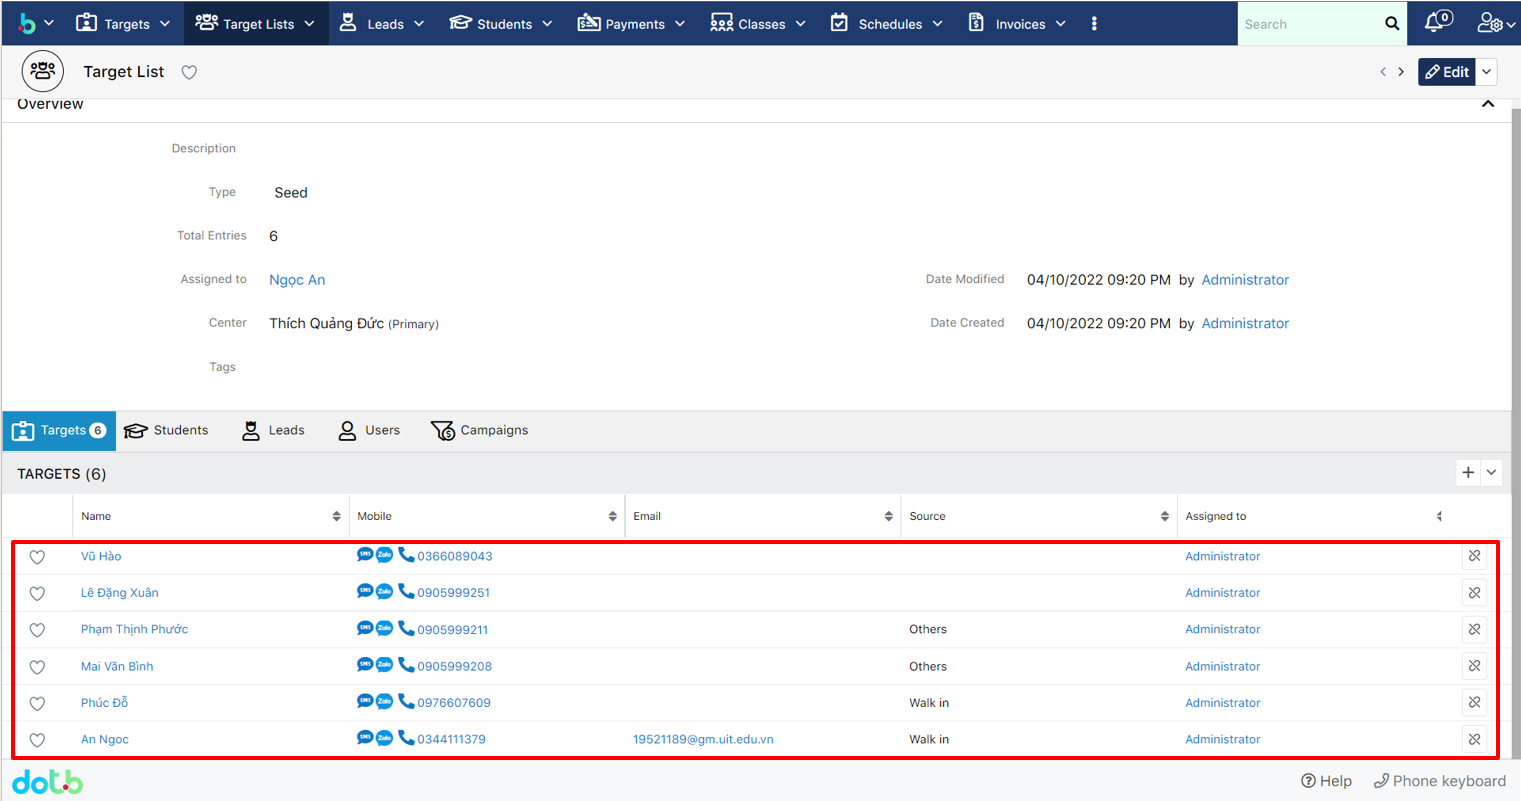 b Targets Target Lists Leads Students Payments Classes Schedules Invoices Search 0
Target List Edit
Overview
Description
Type Seed
Total Entries 6
Assigned to Ngọc An Date Modified 04/10/2022 09:20 PM by Administrator
Center Thích Quảng Đức (Primary) Date Created 04/10/2022 09:20 PM by Administrator
Tags
Targets 6 Students Leads Users Campaigns
TARGETS (6)
Name Mobile Email Source Assigned to
Vũ Hào SMS Zalo 0366089043 Administrator
Lê Đặng Xuân SMS Zalo 0905999251 Administrator
Phạm Thịnh Phước SMS Zalo 0905999211 Others Administrator
Mai Văn Bình SMS Zalo 0905999208 Others Administrator
Phúc Đỗ SMS Zalo 0976607609 Walk in Administrator
An Ngoc SMS Zalo 0344111379 19521189@gm.uit.edu.vn Walk in Administrator
dotb Help Phone keyboard